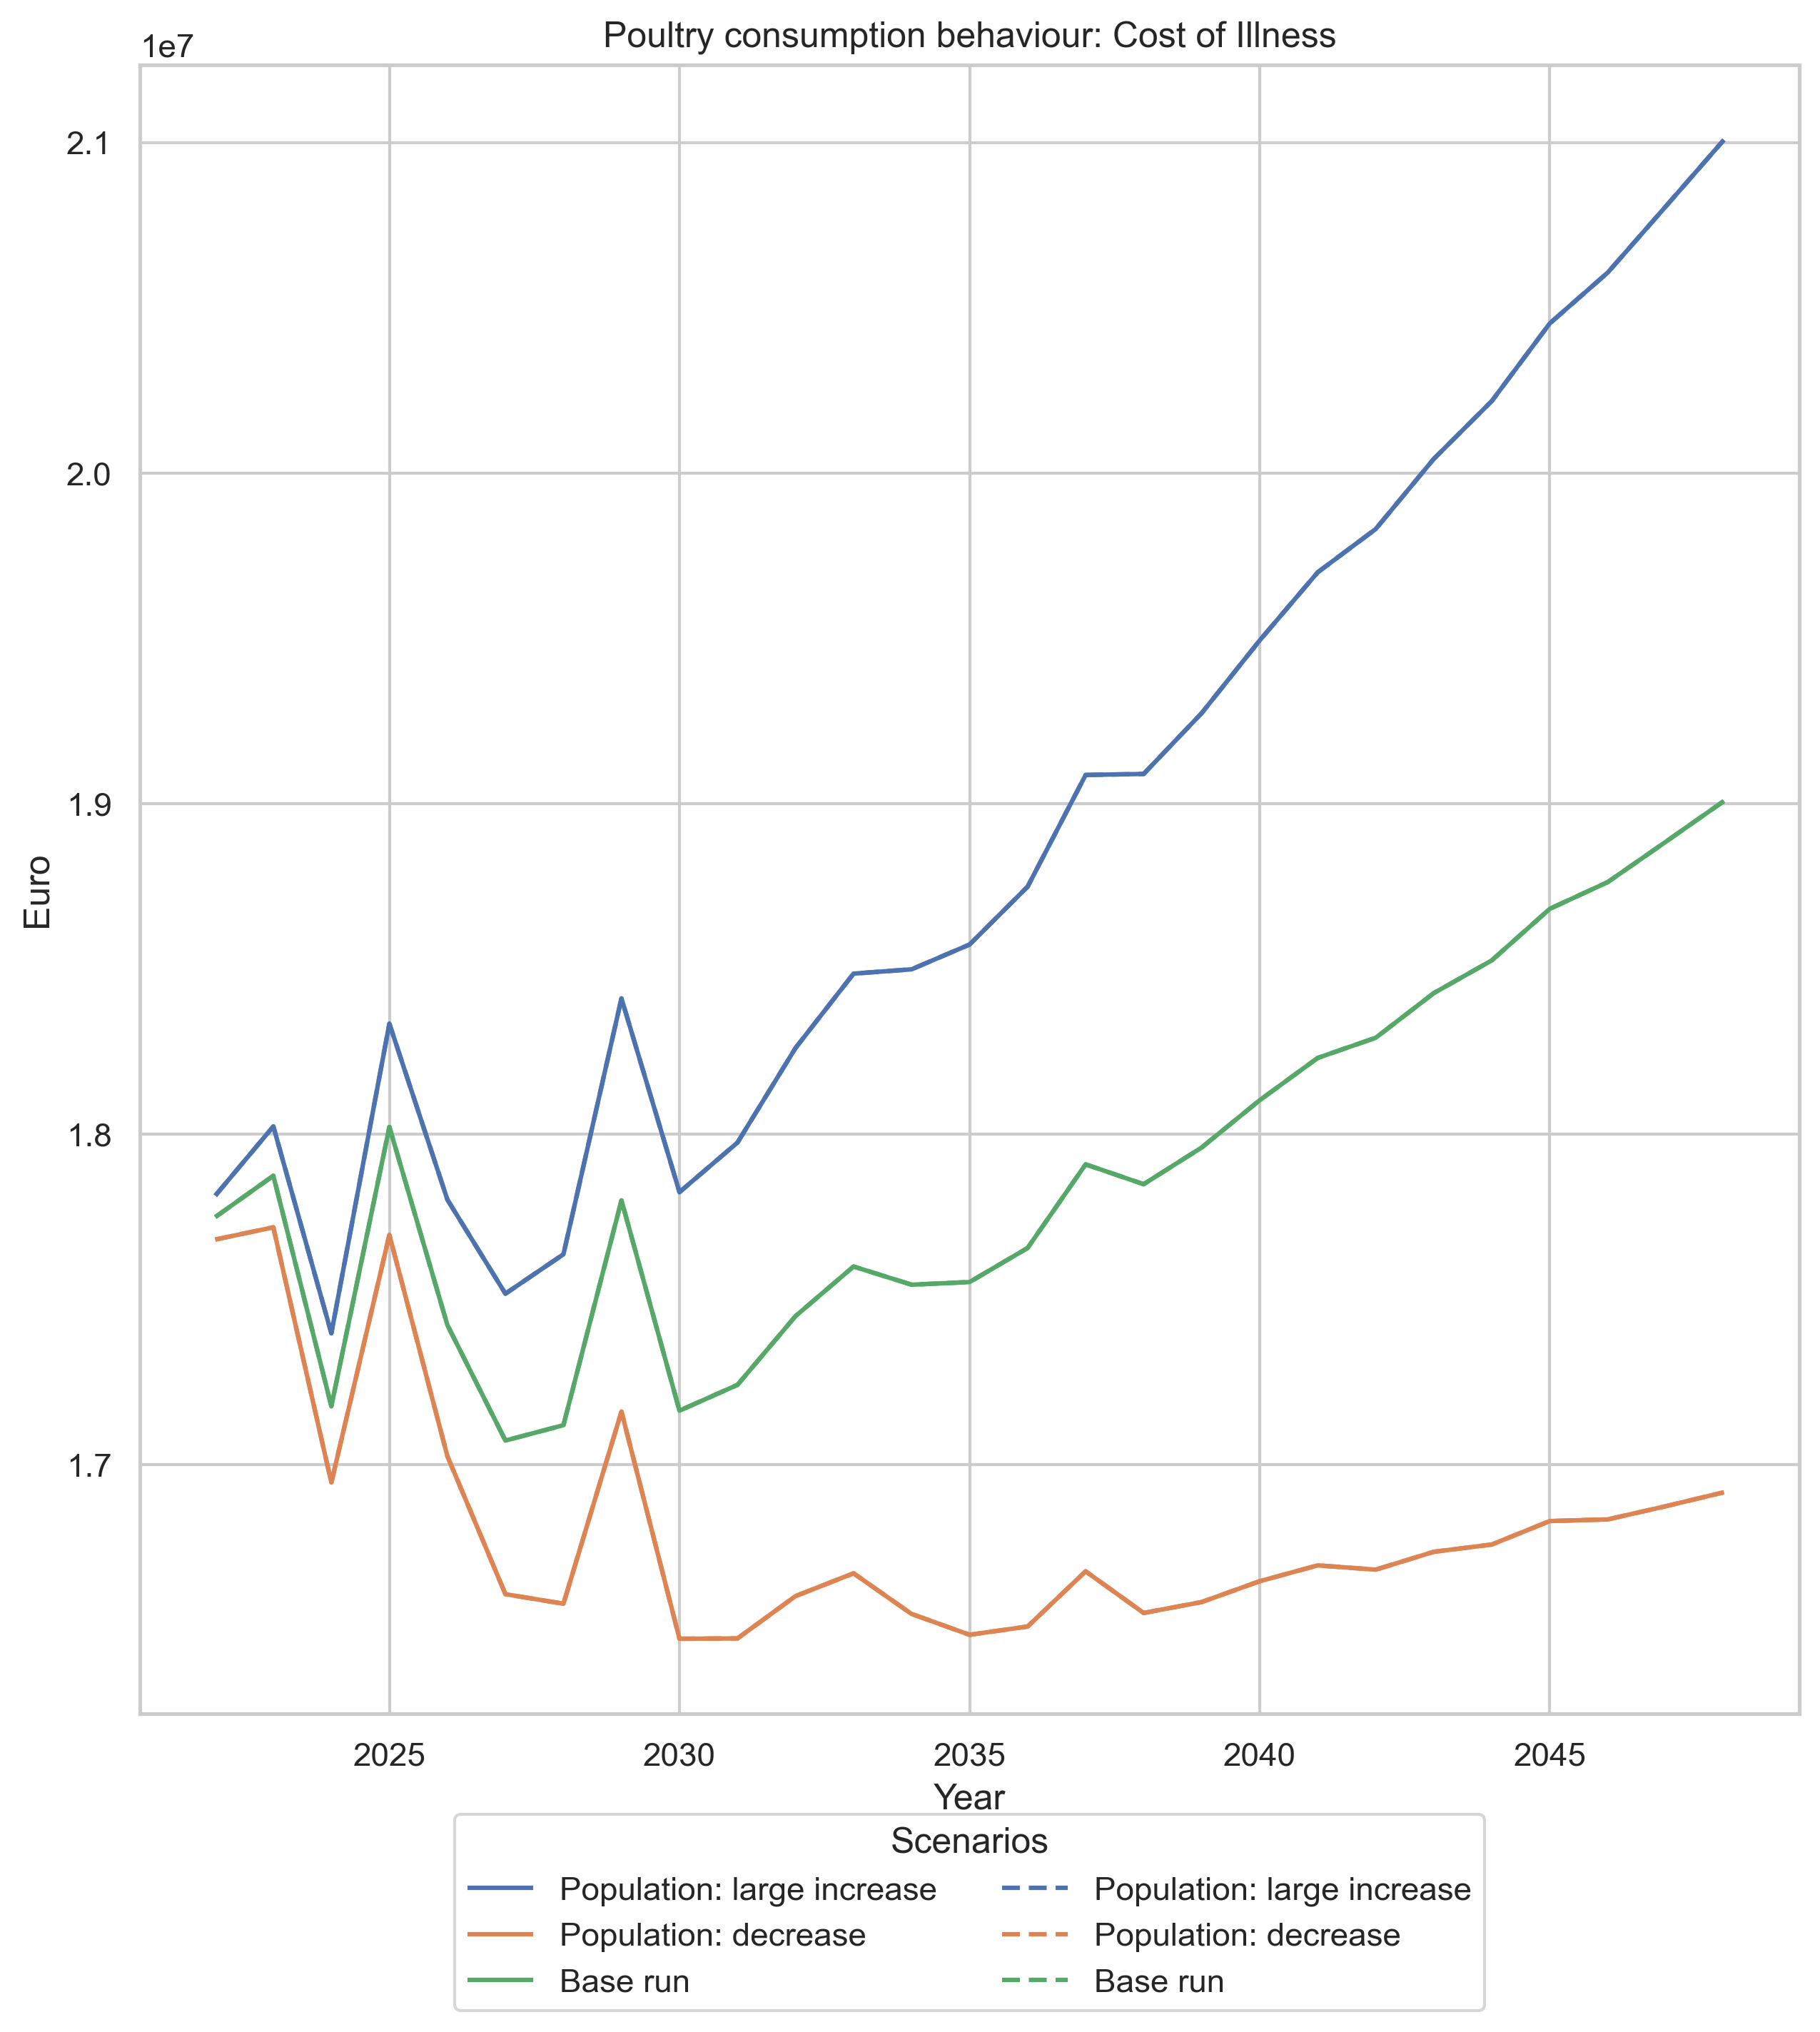 Poultry consumption behaviour: Cost of Illness
1e7
2.1
2.0
1.9
1.8
1.7
Euro
2025 2030 2035 2040 2045
Year
Scenarios
Population: large increase Population: large increase
Population: decrease Population: decrease
Base run Base run